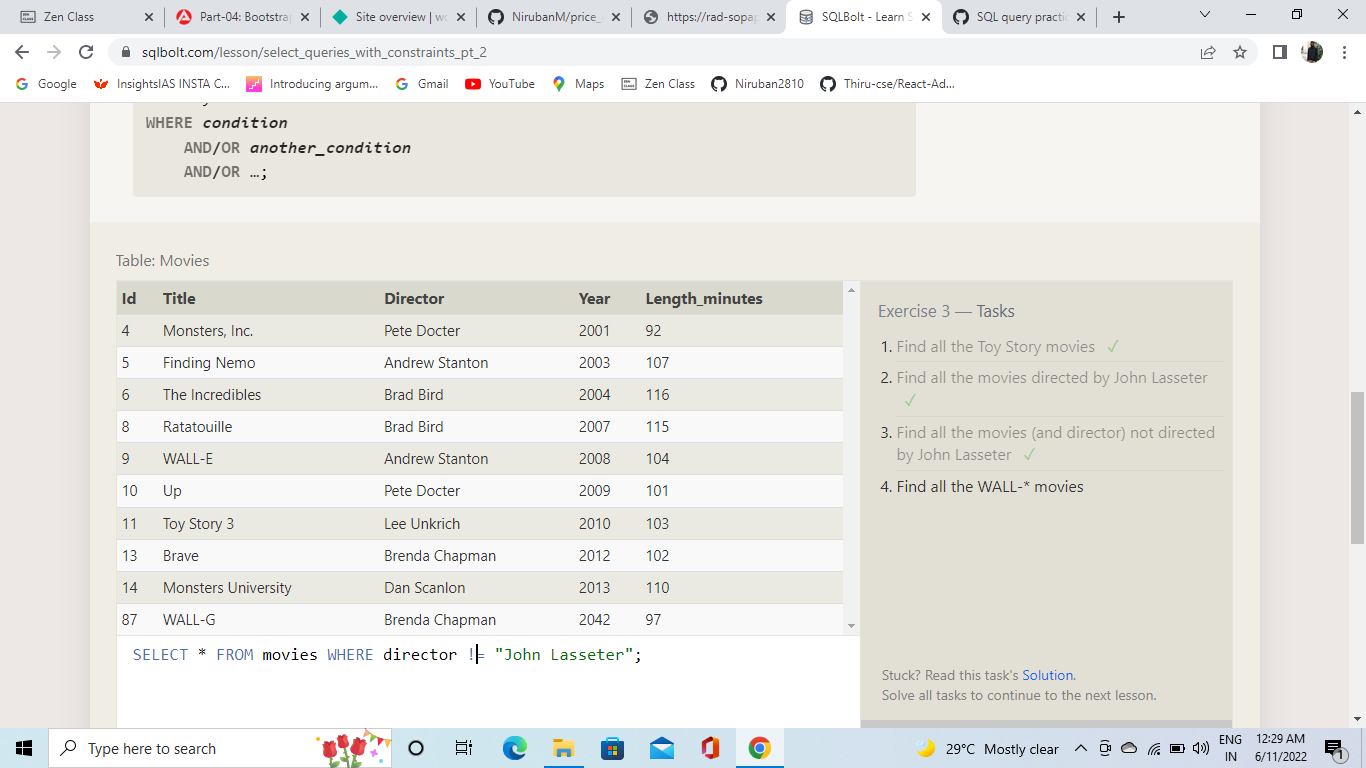 Zen Class
Part-04: Bootstra
Site overview | wo
NirubanM/price_
https://rad-sopap
SQLBolt - Learn S
SQL query practic
sqlbolt.com/lesson/select_queries_with_constraints_pt_2
Google
InsightsIAS INSTA C...
Introducing argum...
Gmail
YouTube
Maps
Zen Class
Niruban2810
Thiru-cse/React-Ad...
WHERE condition
AND/OR another_condition
AND/OR …;
Table: Movies
Id Title Director Year Length_minutes
4 Monsters, Inc. Pete Docter 2001 92
5 Finding Nemo Andrew Stanton 2003 107
6 The Incredibles Brad Bird 2004 116
8 Ratatouille Brad Bird 2007 115
9 WALL-E Andrew Stanton 2008 104
10 Up Pete Docter 2009 101
11 Toy Story 3 Lee Unkrich 2010 103
13 Brave Brenda Chapman 2012 102
14 Monsters University Dan Scanlon 2013 110
87 WALL-G Brenda Chapman 2042 97
SELECT * FROM movies WHERE director != "John Lasseter";
Exercise 3 — Tasks
1. Find all the Toy Story movies ✓
2. Find all the movies directed by John Lasseter
✓
3. Find all the movies (and director) not directed
by John Lasseter ✓
4. Find all the WALL-* movies
Stuck? Read this task's Solution.
Solve all tasks to continue to the next lesson.
Type here to search
29°C Mostly clear
ENG
IN
12:29 AM
6/11/2022
1